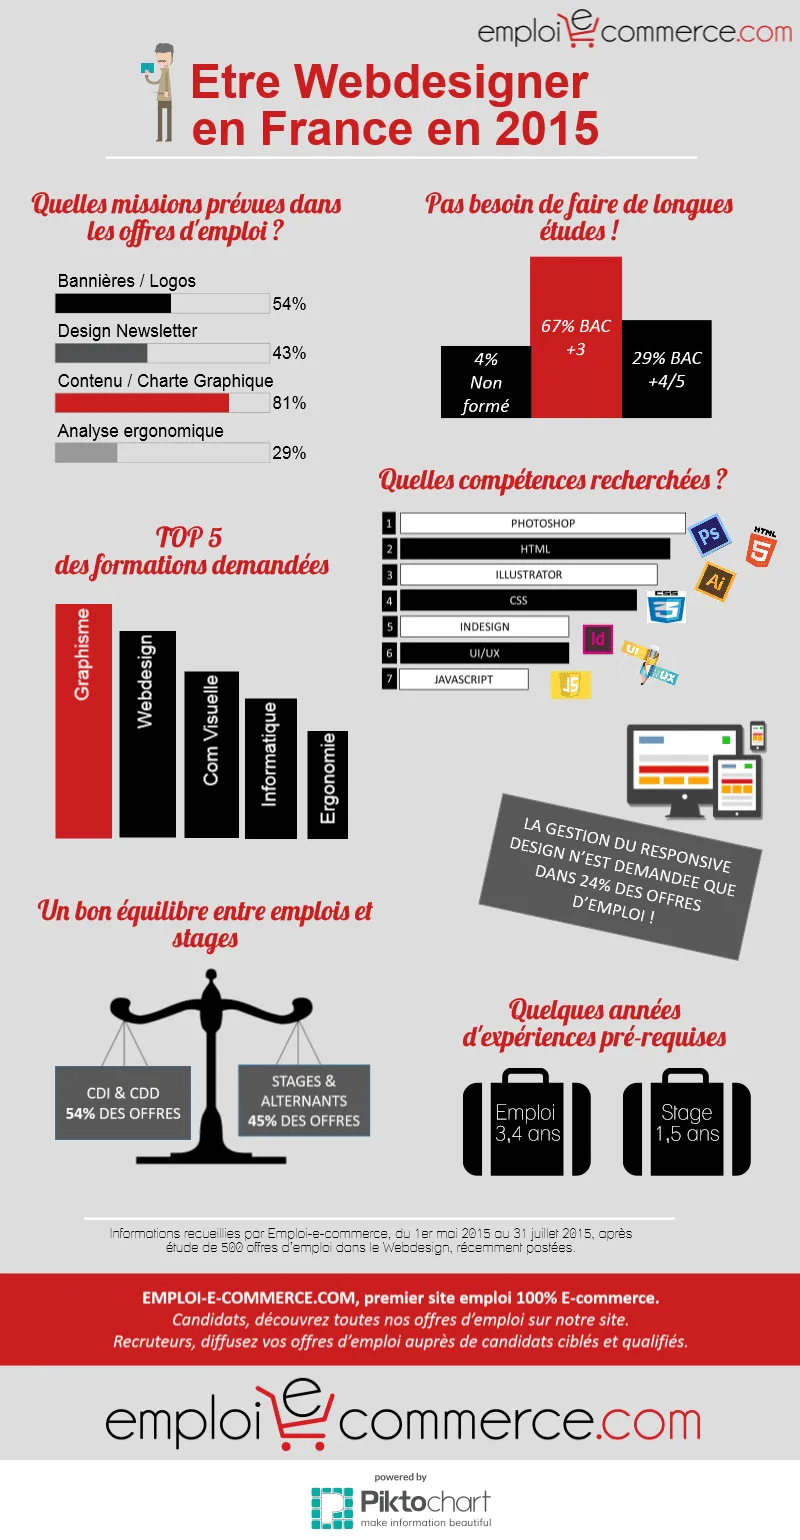 emploi e commerce.com
Etre Webdesigner
en France en 2015
Quelles missions prévues dans
les offres d'emploi ?
Bannières / Logos
54%
Design Newsletter
43%
Contenu / Charte Graphique
81%
Analyse ergonomique
29%
Pas besoin de faire de longues
études !
4%
Non
formé
67% BAC
+3
29% BAC
+4/5
Quelles compétences recherchées ?
1 PHOTOSHOP
2 HTML
3 ILLUSTRATOR
4 CSS
5 INDESIGN
6 UI/UX
7 JAVASCRIPT
Ps
HTML
5
Ai
CSS
3
Id
UI
UX
JS
TOP 5
des formations demandées
Graphisme
Webdesign
Com Visuelle
Informatique
Ergonomie
LA GESTION DU RESPONSIVE
DESIGN N'EST DEMANDEE QUE
DANS 24% DES OFFRES
D'EMPLOI !
Un bon équilibre entre emplois et
stages
CDI & CDD
54% DES OFFRES
STAGES &
ALTERNANTS
45% DES OFFRES
Quelques années
d'expériences pré-requises
Emploi
3,4 ans
Stage
1,5 ans
Informations recueillies par Emploi-e-commerce, du 1er mai 2015 au 31 juillet 2015, après
étude de 500 offres d'emploi dans le Webdesign, récemment postées.
EMPLOI-E-COMMERCE.COM, premier site emploi 100% E-commerce.
Candidats, découvrez toutes nos offres d'emploi sur notre site.
Recruteurs, diffusez vos offres d'emploi auprès de candidats ciblés et qualifiés.
emploi e commerce.com
powered by
Piktochart
make information beautiful